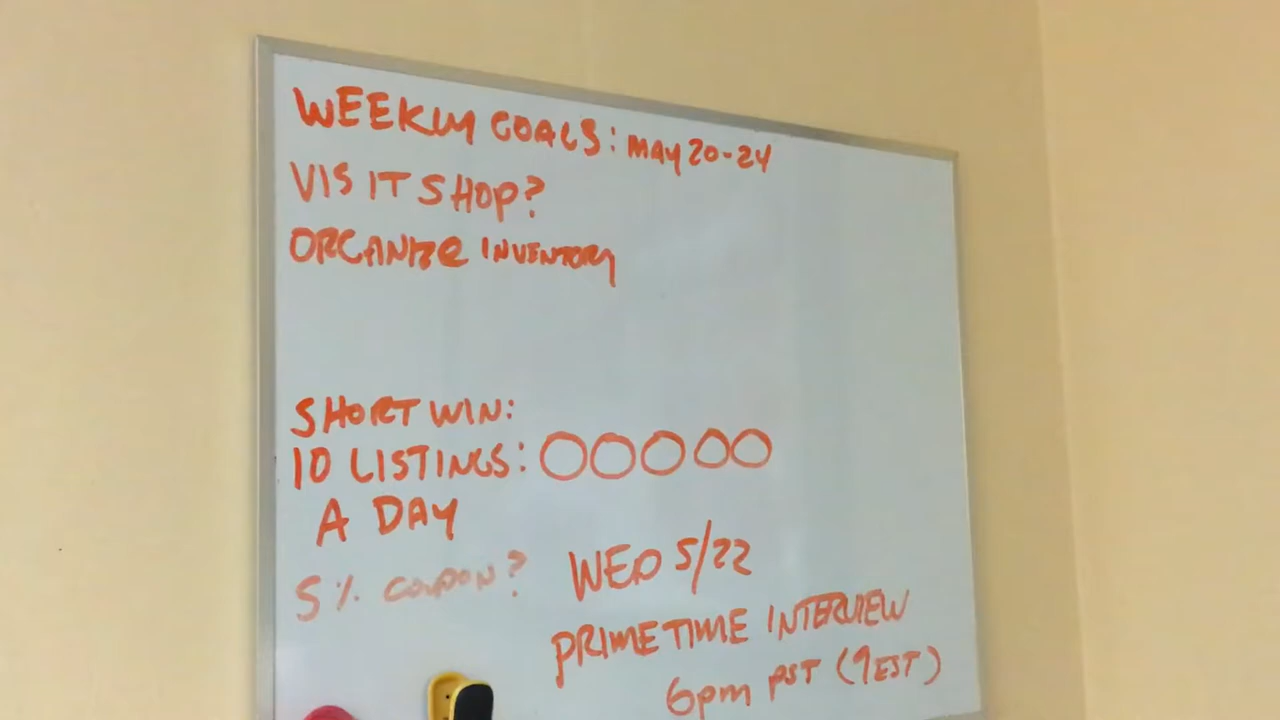 WEEKLY GOALS: MAY 20-24
VISIT SHOP?
ORGANIZE INVENTORY
SHORT WIN:
10 LISTINGS:
A DAY
5% COUPON?
WED 5/22
PRIMETIME INTERVIEW
6pm PST (9EST)